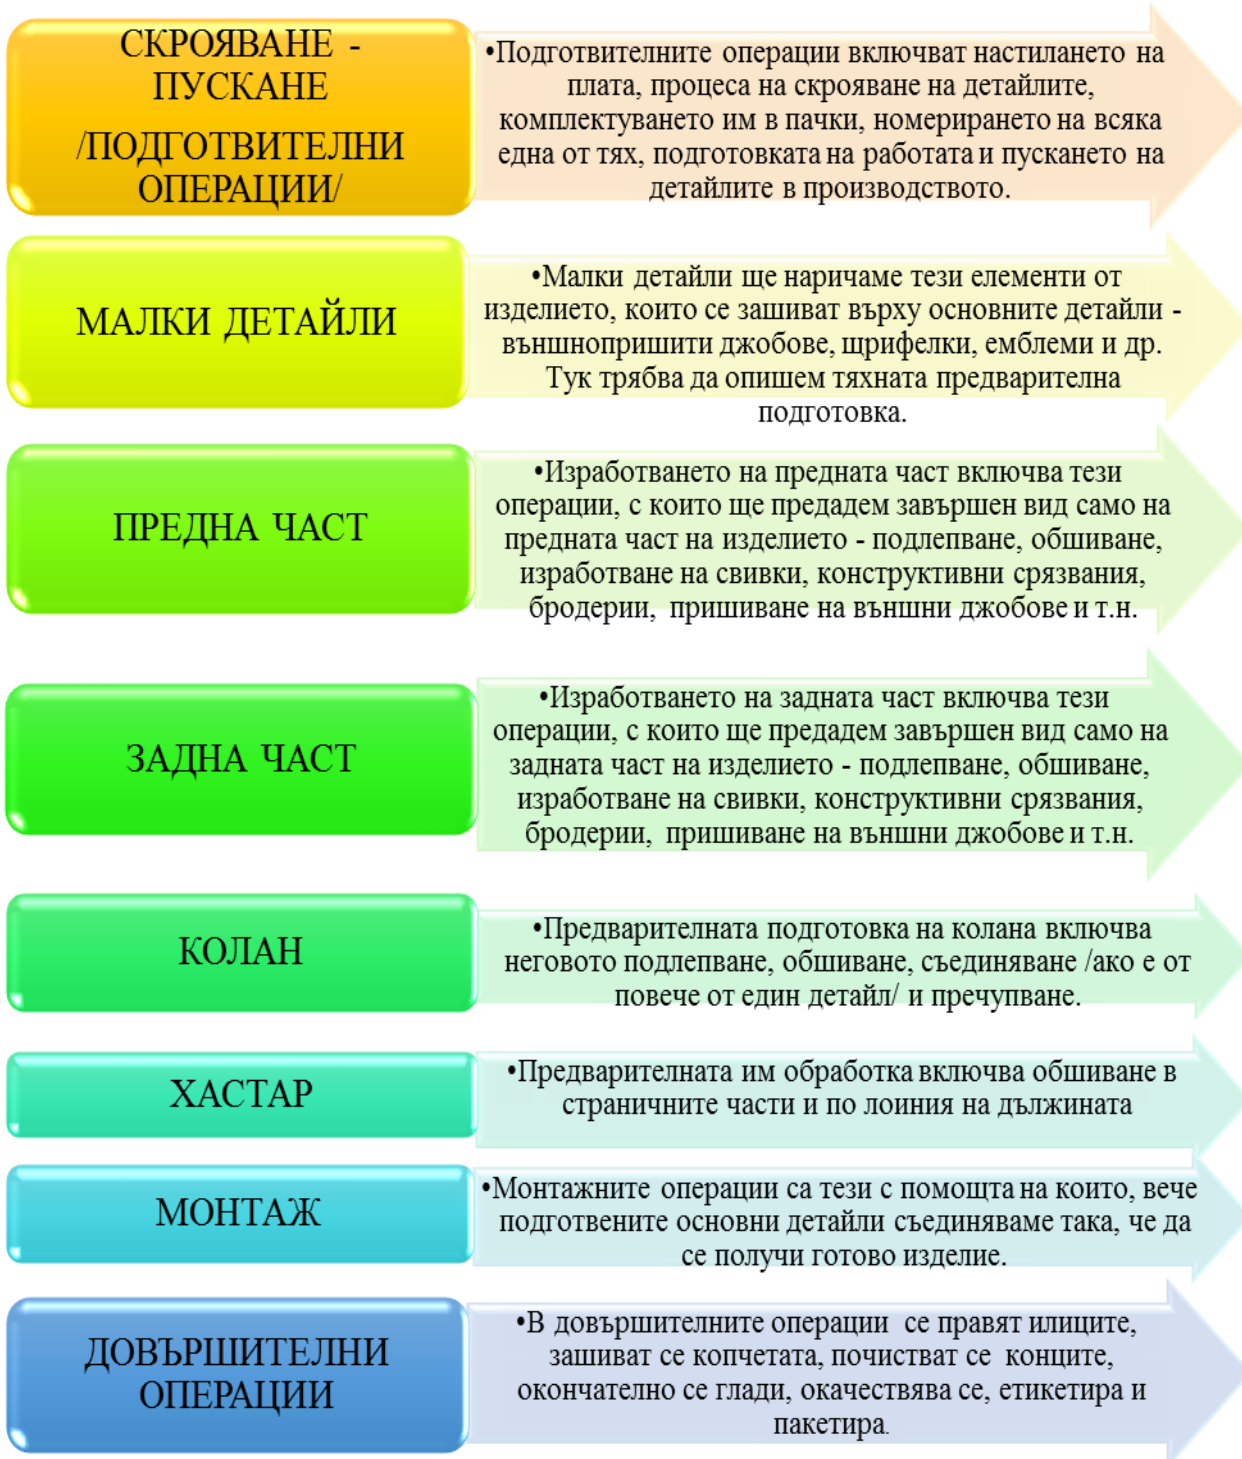 СКРОЯВАНЕ -
ПУСКАНЕ
/ПОДГОТВИТЕЛНИ
ОПЕРАЦИИ/
•Подготвителните операции включват настилането на
плата, процеса на скрояване на детайлите,
комплектуването им в пачки, номерирането на всяка
една от тях, подготовката на работата и пускането на
детайлите в производството.
МАЛКИ ДЕТАЙЛИ
•Малки детайли ще наричаме тези елементи от
изделието, които се зашиват върху основните детайли -
външнопришити джобове, щрифелки, емблеми и др.
Тук трябва да опишем тяхната предварителна
подготовка.
ПРЕДНА ЧАСТ
•Изработването на предната част включва тези
операции, с които ще предадем завършен вид само на
предната част на изделието - подлепване, обшиване,
изработване на свивки, конструктивни срязвания,
бродерии, пришиване на външни джобове и т.н.
ЗАДНА ЧАСТ
•Изработването на задната част включва тези
операции, с които ще предадем завършен вид само на
задната част на изделието - подлепване, обшиване,
изработване на свивки, конструктивни срязвания,
бродерии, пришиване на външни джобове и т.н.
КОЛАН
•Предварителната подготовка на колана включва
неговото подлепване, обшиване, съединяване /ако е от
повече от един детайл/ и пречупване.
ХАСТАР
•Предварителната им обработка включва обшиване в
страничните части и по лоиния на дължината
МОНТАЖ
•Монтажните операции са тези с помощта на които, вече
подготвените основни детайли съединяваме така, че да
се получи готово изделие.
ДОВЪРШИТЕЛНИ
ОПЕРАЦИИ
•В довършителните операции се правят илиците,
зашиват се копчетата, почистват се конците,
окончателно се глади, окачествява се, етикетира и
пакетира.